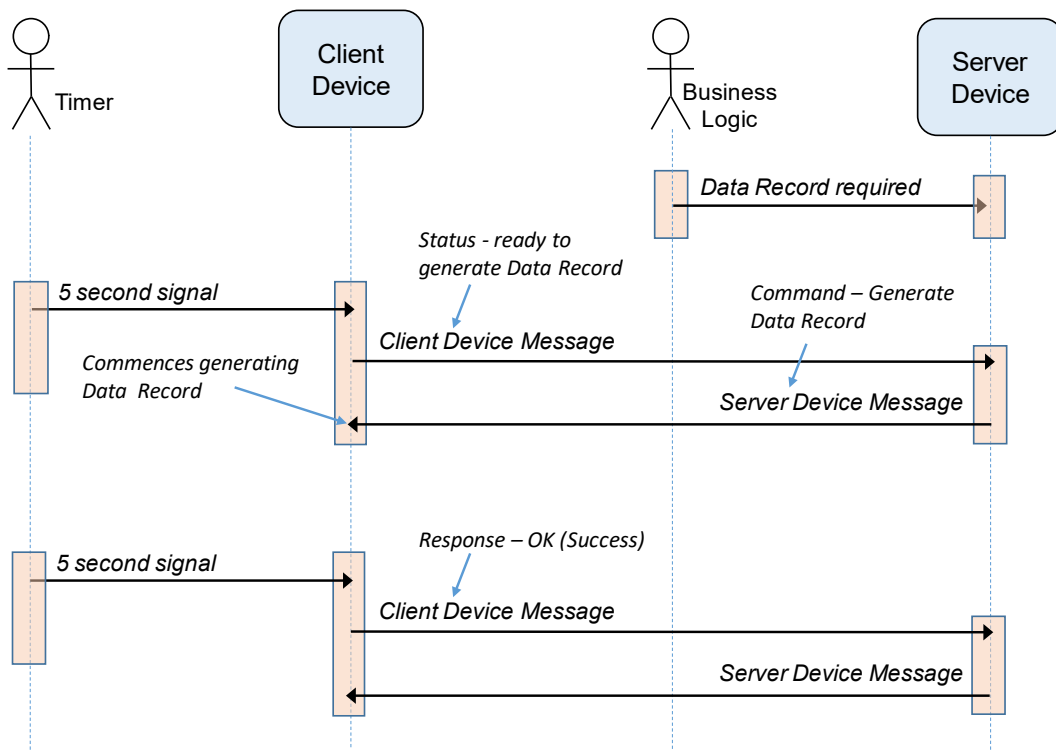 Timer
Client
Device
Business
Logic
Server
Device
Data Record required
Status - ready to
generate Data Record
5 second signal
Command – Generate
Data Record
Client Device Message
Commences generating
Data Record
Server Device Message
5 second signal
Response – OK (Success)
Client Device Message
Server Device Message